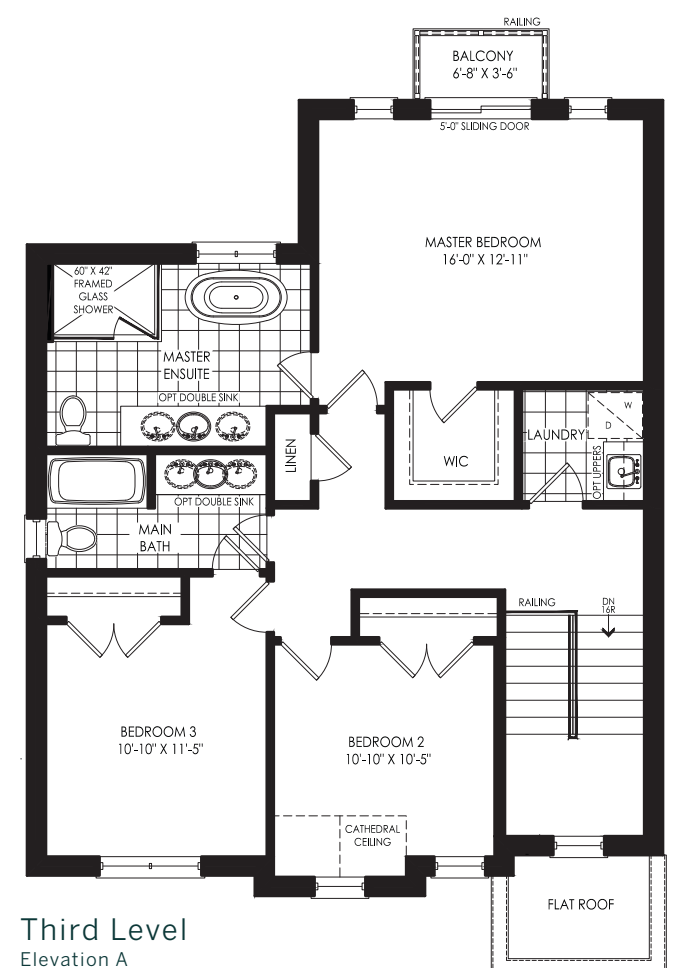 RAILING
BALCONY
6'-8" X 3'-6"
5'-0" SLIDING DOOR
MASTER BEDROOM
16'-0" X 12'-11"
60" X 42"
FRAMED
GLASS
SHOWER
MASTER
ENSUITE
OPT DOUBLE SINK
LINEN
WIC
LAUNDRY
W
D
OPT UPPERS
OPT DOUBLE SINK
MAIN
BATH
RAILING
DN
16R
BEDROOM 3
10'-10" X 11'-5"
BEDROOM 2
10'-10" X 10'-5"
CATHEDRAL
CEILING
FLAT ROOF
Third Level
Elevation A